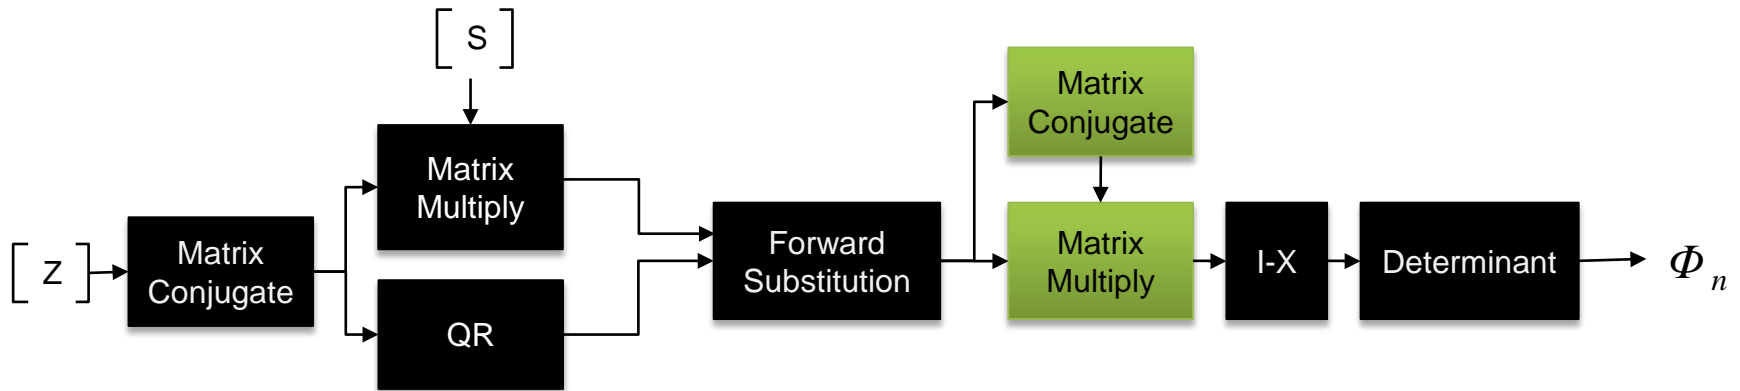 [ S ]
Matrix
Conjugate
Matrix
Multiply
[ Z ]
Matrix
Conjugate
Forward
Substitution
Matrix
Multiply
I-X
Determinant
Φ n
QR